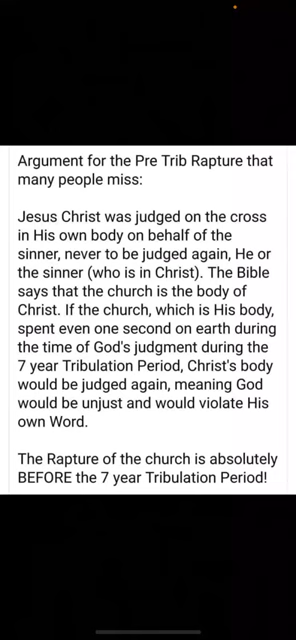 Argument for the Pre Trib Rapture that
many people miss:
Jesus Christ was judged on the cross
in His own body on behalf of the
sinner, never to be judged again, He or
the sinner (who is in Christ). The Bible
says that the church is the body of
Christ. If the church, which is His body,
spent even one second on earth during
the time of God's judgment during the
7 year Tribulation Period, Christ's body
would be judged again, meaning God
would be unjust and would violate His
own Word.
The Rapture of the church is absolutely
BEFORE the 7 year Tribulation Period!